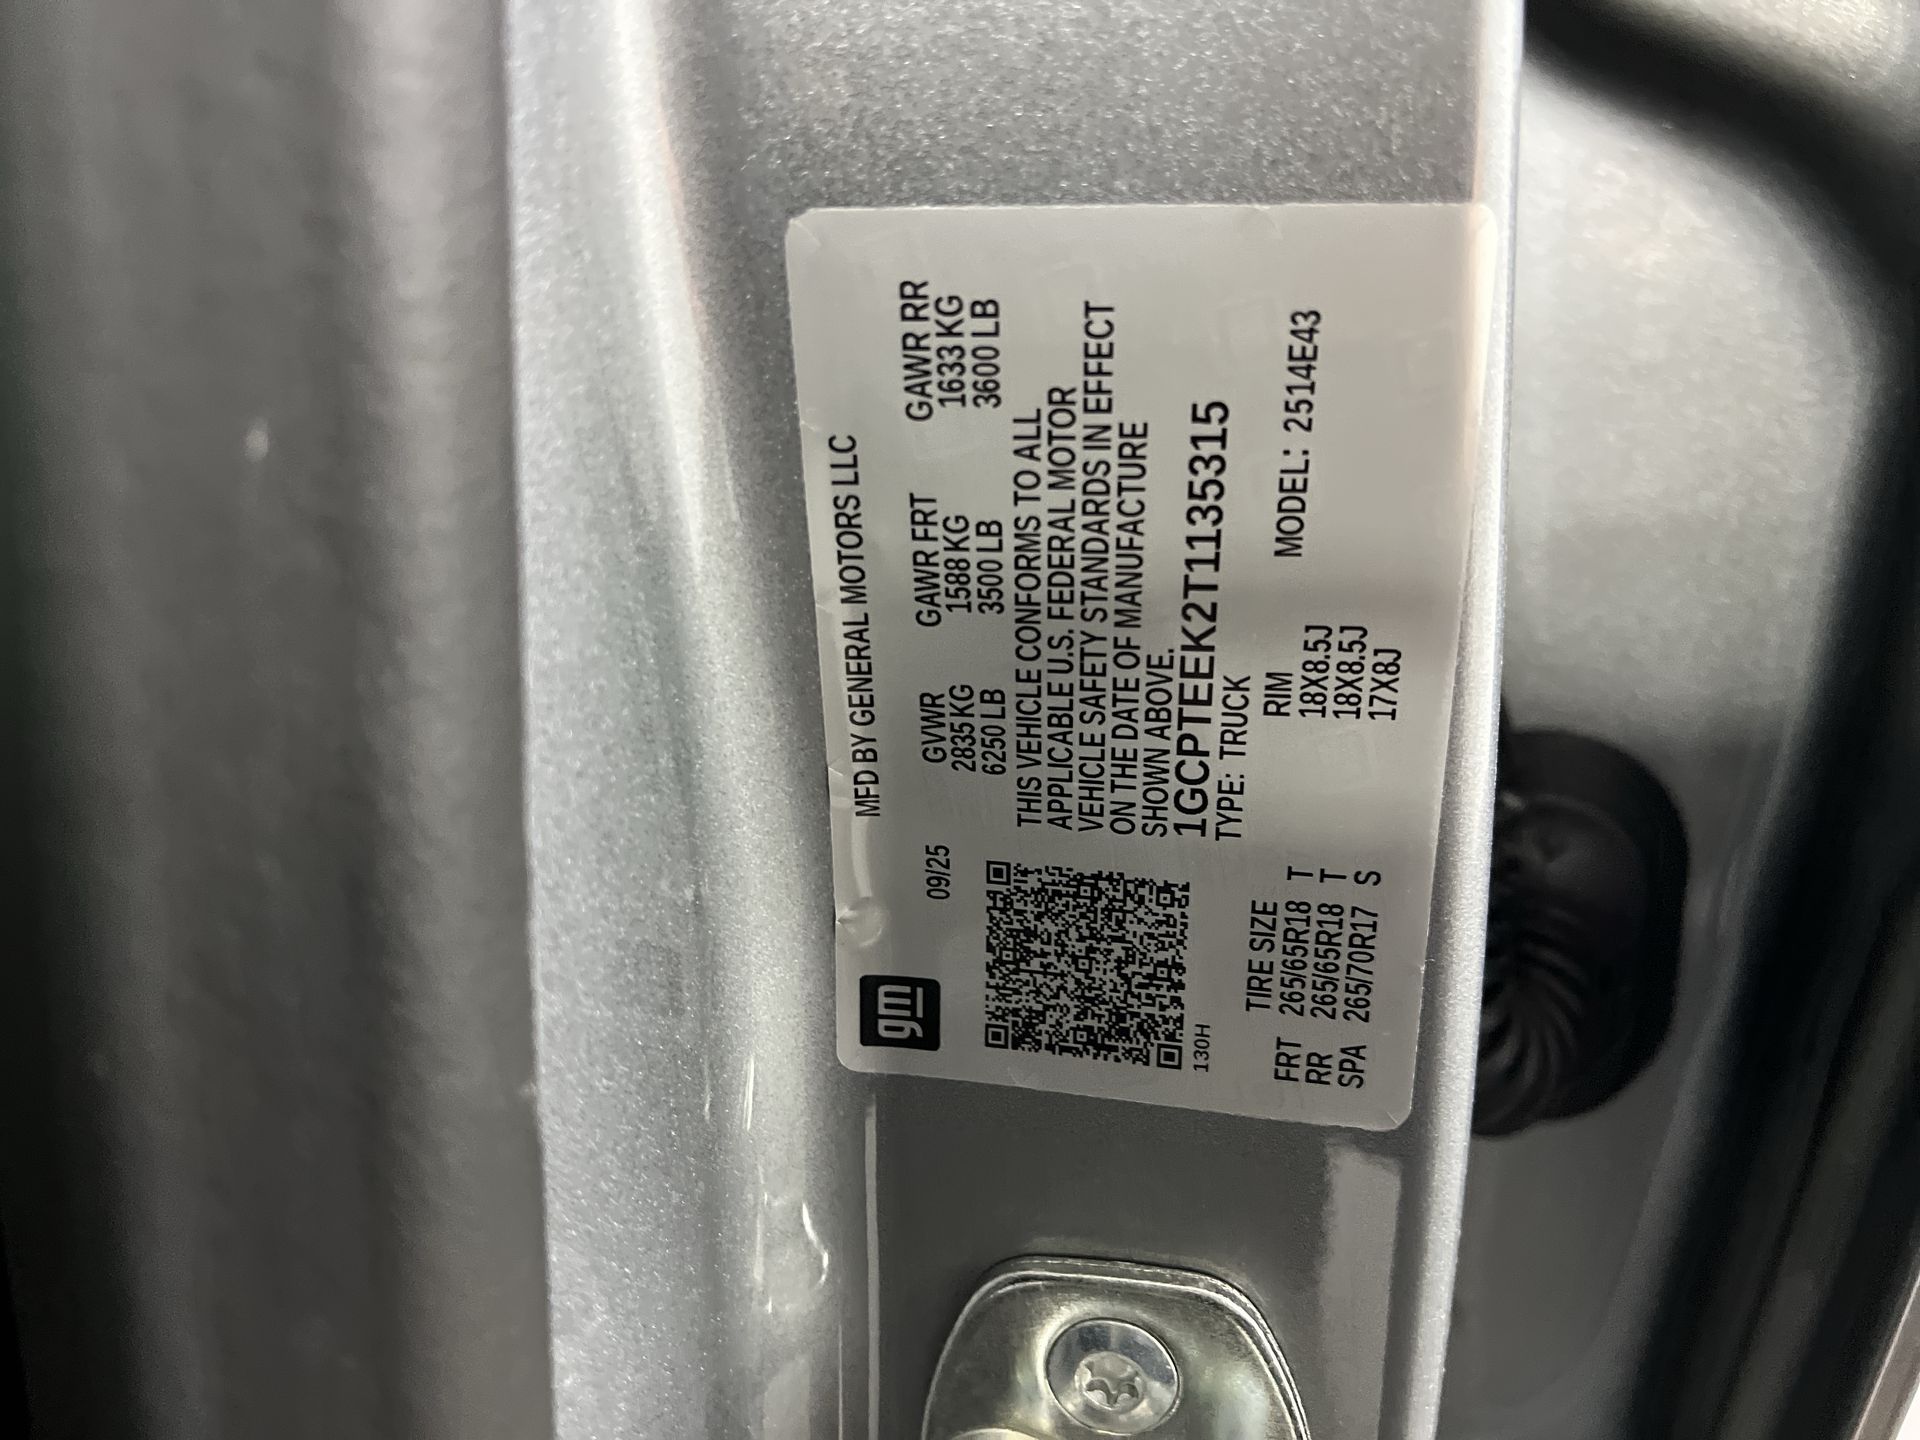 gm
MFD BY GENERAL MOTORS LLC
09/25
GVWR GAWR FRT GAWR RR
2835 KG 1588 KG 1633 KG
6250 LB 3500 LB 3600 LB
THIS VEHICLE CONFORMS TO ALL
APPLICABLE U.S. FEDERAL MOTOR
VEHICLE SAFETY STANDARDS IN EFFECT
ON THE DATE OF MANUFACTURE
SHOWN ABOVE.
1GCPTEEK2T1135315
130H
TYPE: TRUCK
TIRE SIZE RIM MODEL: 2514E43
FRT 265/65R18 T 18X8.5J
RR 265/65R18 T 18X8.5J
SPA 265/70R17 S 17X8J